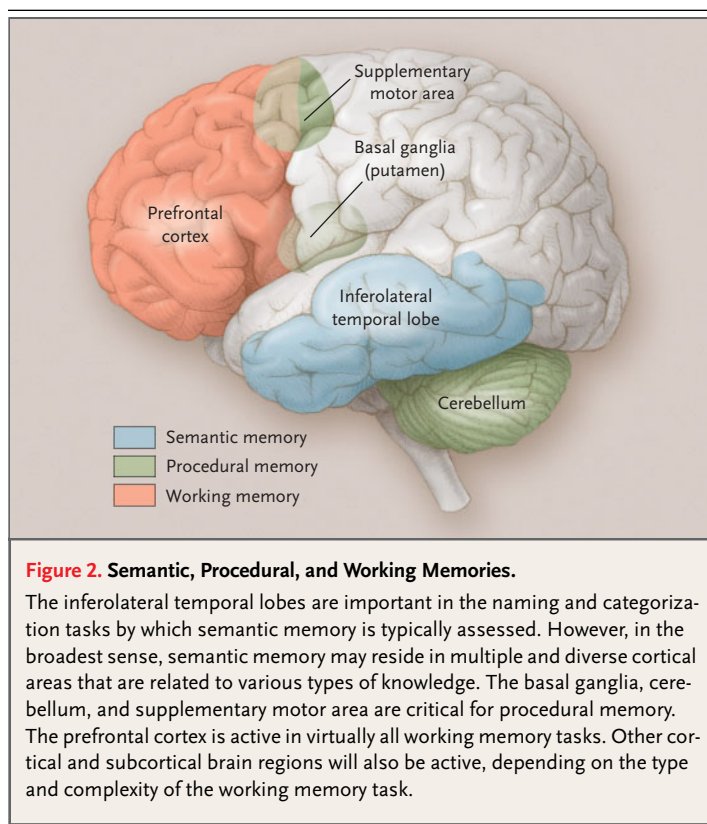 Supplementary
motor area
Basal ganglia
(putamen)
Prefrontal
cortex
Inferolateral
temporal lobe
Cerebellum
Semantic memory
Procedural memory
Working memory
Figure 2. Semantic, Procedural, and Working Memories.
The inferolateral temporal lobes are important in the naming and categoriza-
tion tasks by which semantic memory is typically assessed. However, in the
broadest sense, semantic memory may reside in multiple and diverse cortical
areas that are related to various types of knowledge. The basal ganglia, cere-
bellum, and supplementary motor area are critical for procedural memory.
The prefrontal cortex is active in virtually all working memory tasks. Other cor-
tical and subcortical brain regions will also be active, depending on the type
and complexity of the working memory task.